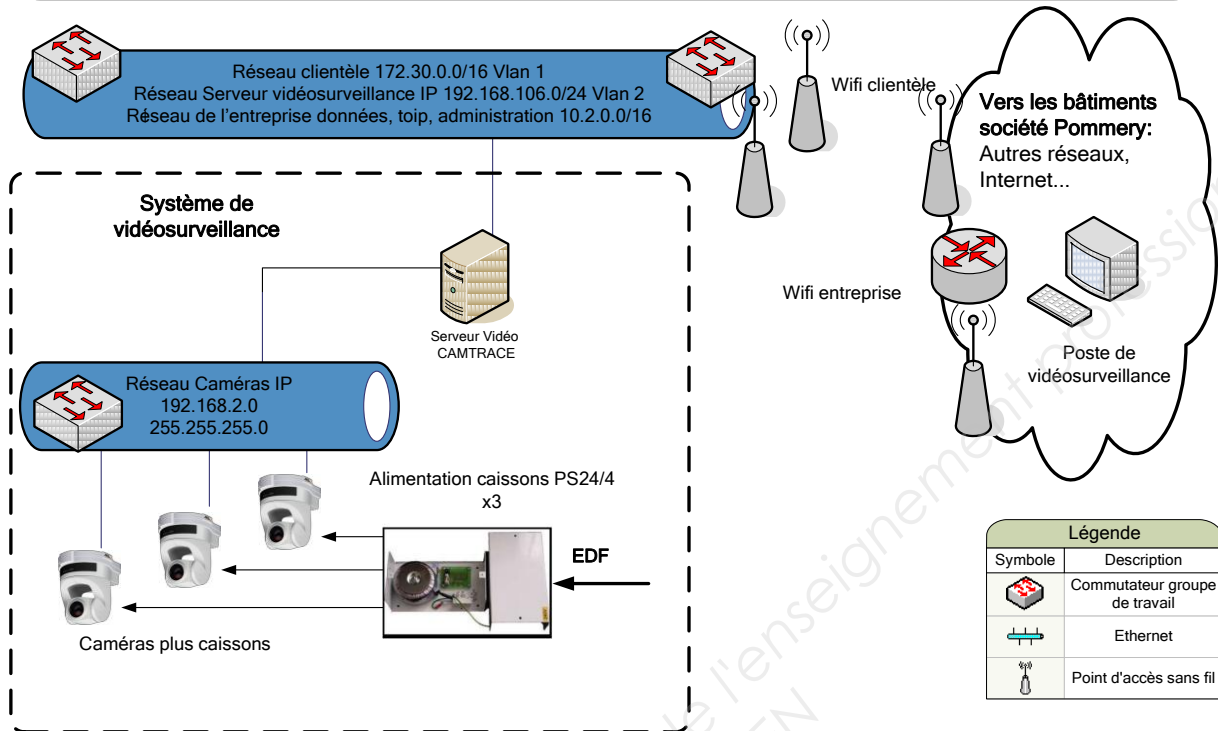 Réseau clientèle 172.30.0.0/16 Vlan 1
Réseau Serveur vidéosurveillance IP 192.168.106.0/24 Vlan 2
Réseau de l'entreprise données, toip, administration 10.2.0.0/16
Wifi clientèle
Vers les bâtiments
société Pommery:
Autres réseaux,
Internet...
Système de
vidéosurveillance
Serveur Vidéo
CAMTRACE
Wifi entreprise
Poste de
vidéosurveillance
Réseau Caméras IP
192.168.2.0
255.255.255.0
Alimentation caissons PS24/4
x3
EDF
Caméras plus caissons
Légende
Symbole
Description
Commutateur groupe
de travail
Ethernet
Point d'accès sans fil
de l'enseignement professio
EN